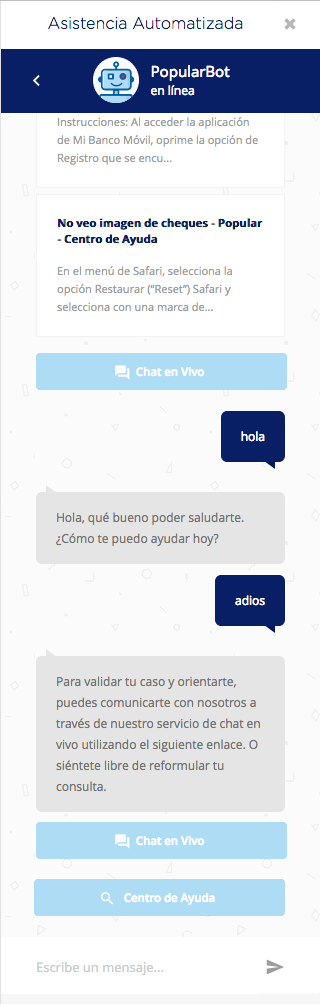 Asistencia Automatizada
PopularBot
en línea
Instrucciones: Al acceder la aplicación
de Mi Banco Móvil, oprime la opción de
Registro que se encu...
No veo imagen de cheques - Popular
- Centro de Ayuda
En el menú de Safari, selecciona la
opción Restaurar (“Reset”) Safari y
selecciona con una marca de...
Chat en Vivo
hola
Hola, qué bueno poder saludarte.
¿Cómo te puedo ayudar hoy?
adios
Para validar tu caso y orientarte,
puedes comunicarte con nosotros a
través de nuestro servicio de chat en
vivo utilizando el siguiente enlace. O
siéntete libre de reformular tu
consulta.
Chat en Vivo
Centro de Ayuda
Escribe un mensaje...